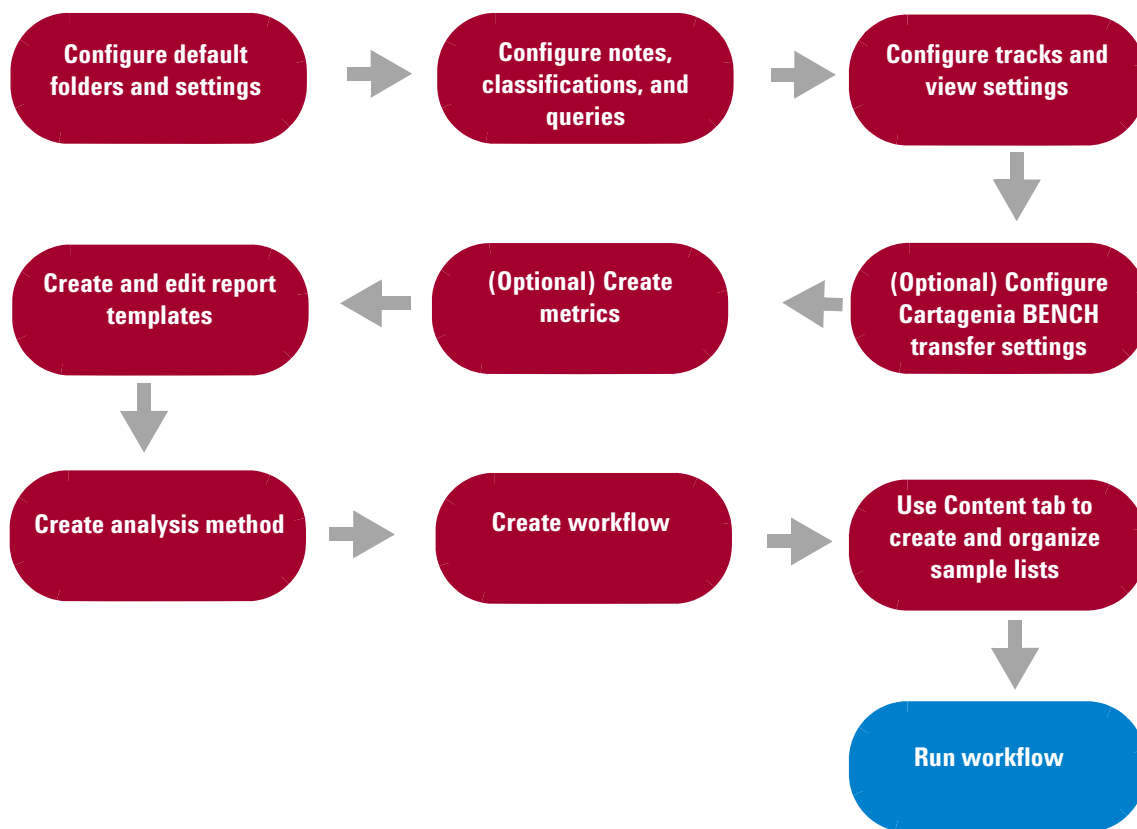 Configure default
folders and settings
Configure notes,
classifications, and
queries
Configure tracks and
view settings
(Optional) Configure
Cartagenia BENCH
transfer settings
(Optional) Create
metrics
Create and edit report
templates
Create analysis method
Create workflow
Use Content tab to
create and organize
sample lists
Run workflow